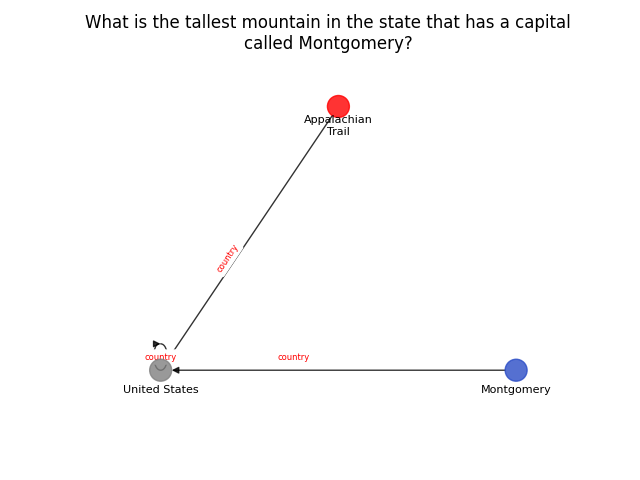 What is the tallest mountain in the state that has a capital
called Montgomery?
Appalachian
Trail
country
country
country
United States
Montgomery